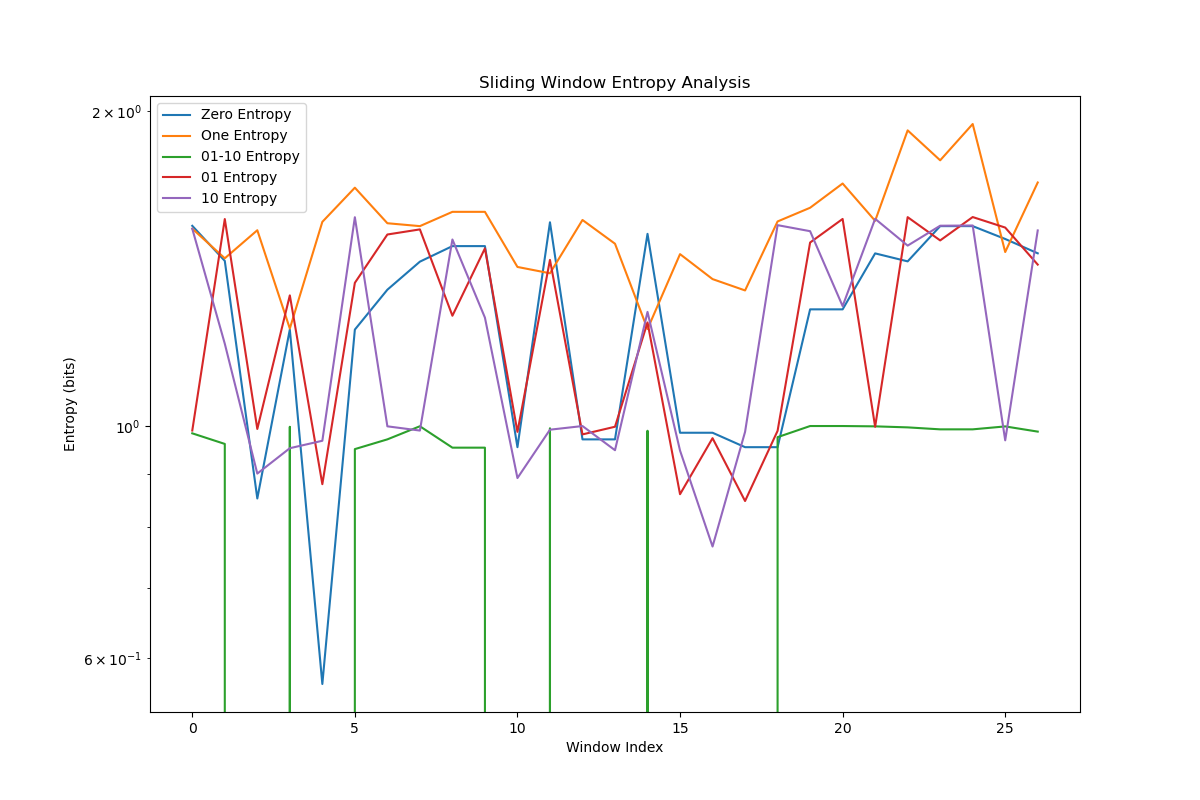 Sliding Window Entropy Analysis
2 × 10⁰
10⁰
6 × 10⁻¹
Entropy (bits)
Zero Entropy
One Entropy
01-10 Entropy
01 Entropy
10 Entropy
0 5 10 15 20 25
Window Index